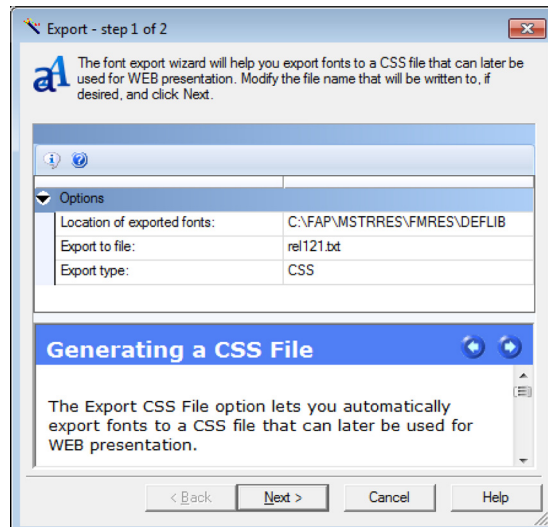 Export - step 1 of 2
The font export wizard will help you export fonts to a CSS file that can later be
used for WEB presentation. Modify the file name that will be written to, if
desired, and click Next.
Options
Location of exported fonts: C:\FAP\MSTRRES\FMRES\DEFLIB
Export to file: rel121.txt
Export type: CSS
Generating a CSS File
The Export CSS File option lets you automatically
export fonts to a CSS file that can later be used for
WEB presentation.
< Back Next > Cancel Help